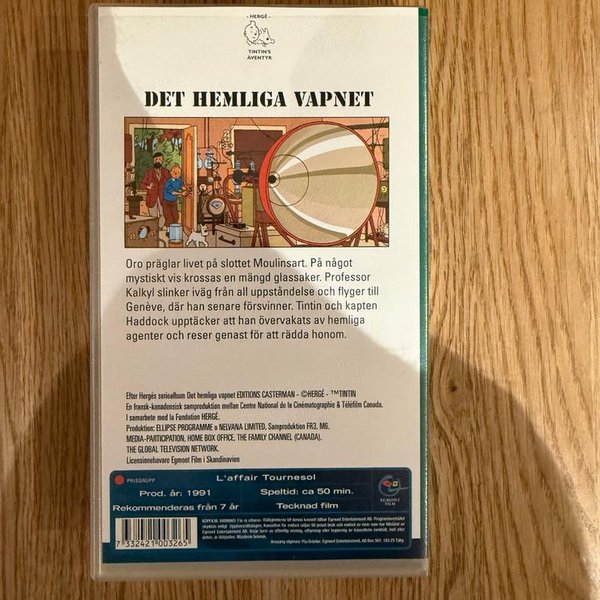 - HERGÉ -
TINTIN'S
ÄVENTYR
DET HEMLIGA VAPNET
Oro präglar livet på slottet Moulinsart. På något
mystiskt vis krossas en mängd glassaker. Professor
Kalkyl slinker iväg från all uppståndelse och flyger till
Genève, där han senare försvinner. Tintin och kapten
Haddock upptäcker att han övervakats av hemliga
agenter och reser genast för att rädda honom.
Efter Hergés seriealbum Det hemliga vapnet EDITIONS CASTERMAN - ©HERGÉ - ™TINTIN
En fransk-kanadensisk samproduktion mellan Centre National de la Cinématographie & Téléfilm Canada.
I samarbete med la Fondation HERGÉ.
Produktion: ELLIPSE PROGRAMME o NELVANA LIMITED. Samproduktion FR3, M6.
MEDIA-PARTICIPATION, HOME BOX OFFICE, THE FAMILY CHANNEL (CANADA).
THE GLOBAL TELEVISION NETWORK.
Licensinnehavare Egmont Film i Skandinavien
PRISGRUPP
L'affair Tournesol
Prod. år: 1991
Speltid: ca 50 min.
Rekommenderas från 7 år
Tecknad film
EGMONT
FILM
7 332421 003265